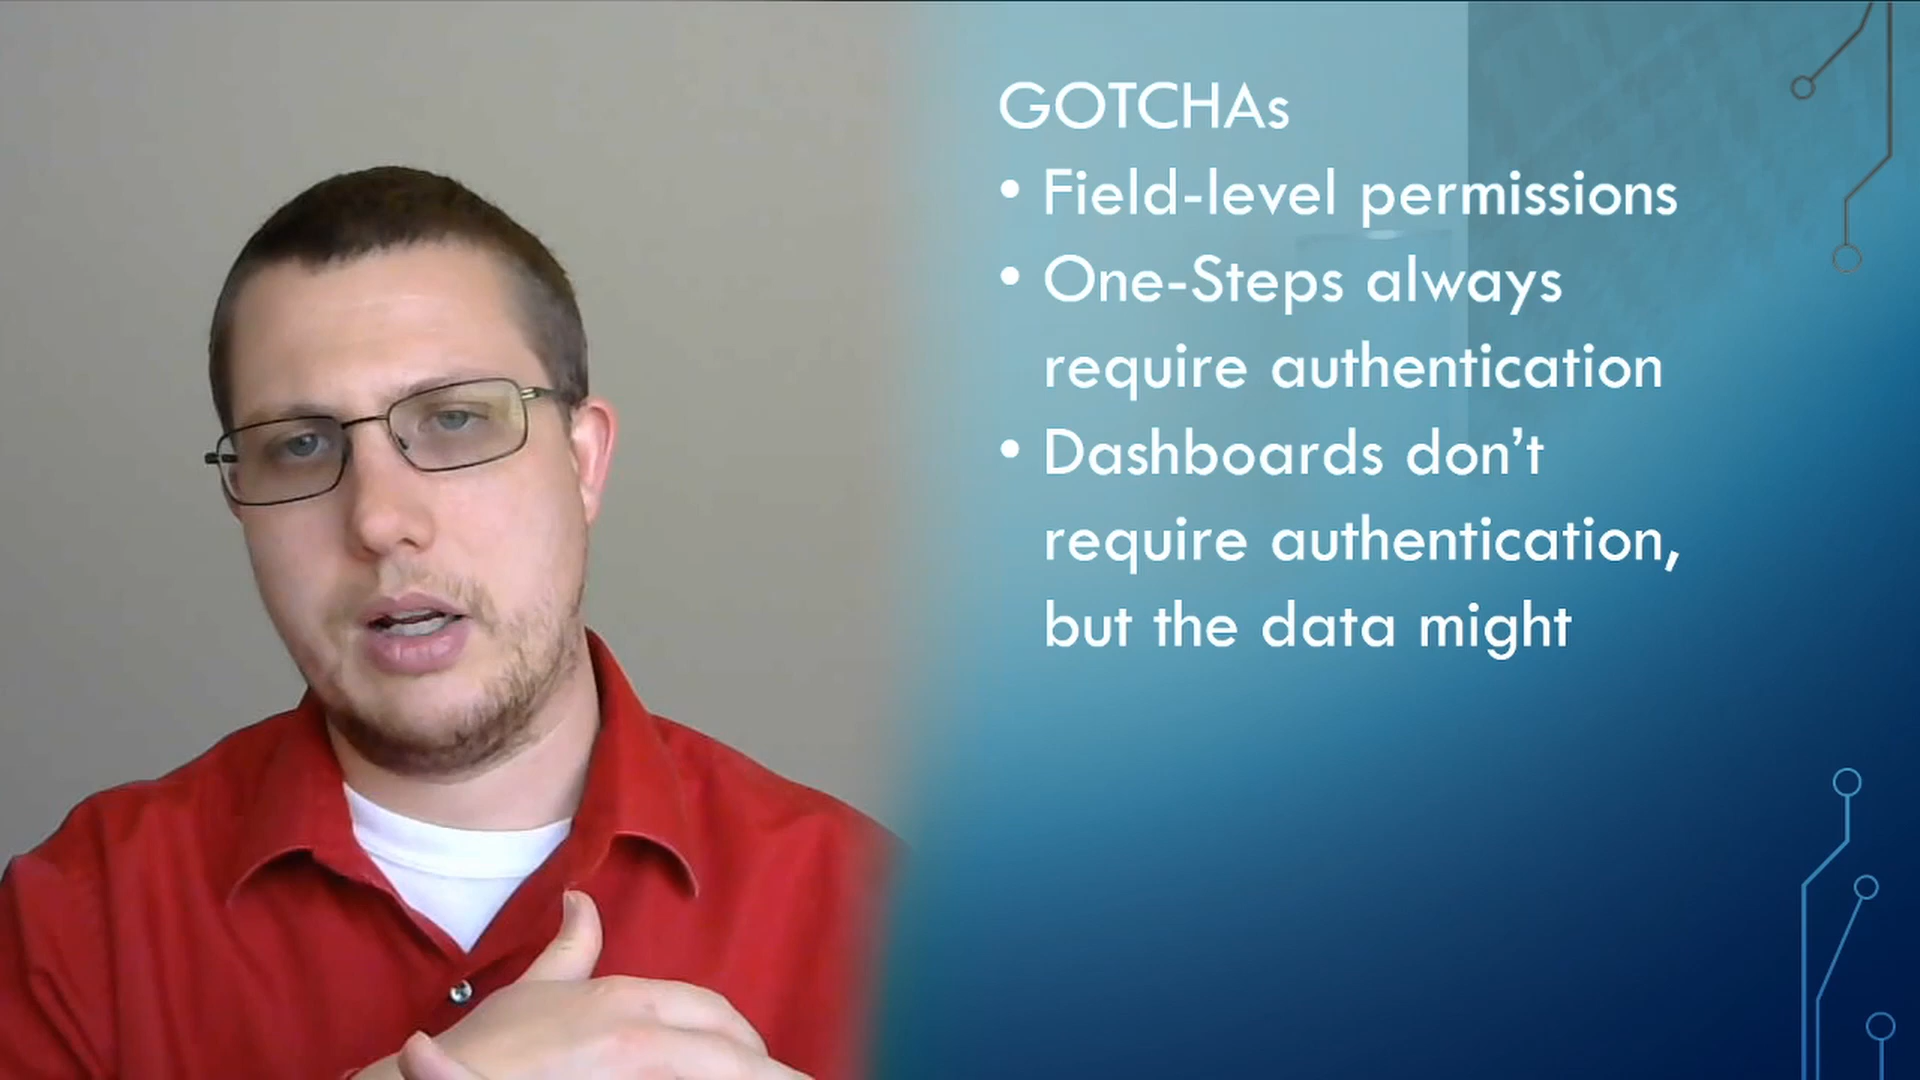 GOTCHAs
• Field-level permissions
• One-Steps always
require authentication
• Dashboards don’t
require authentication,
but the data might